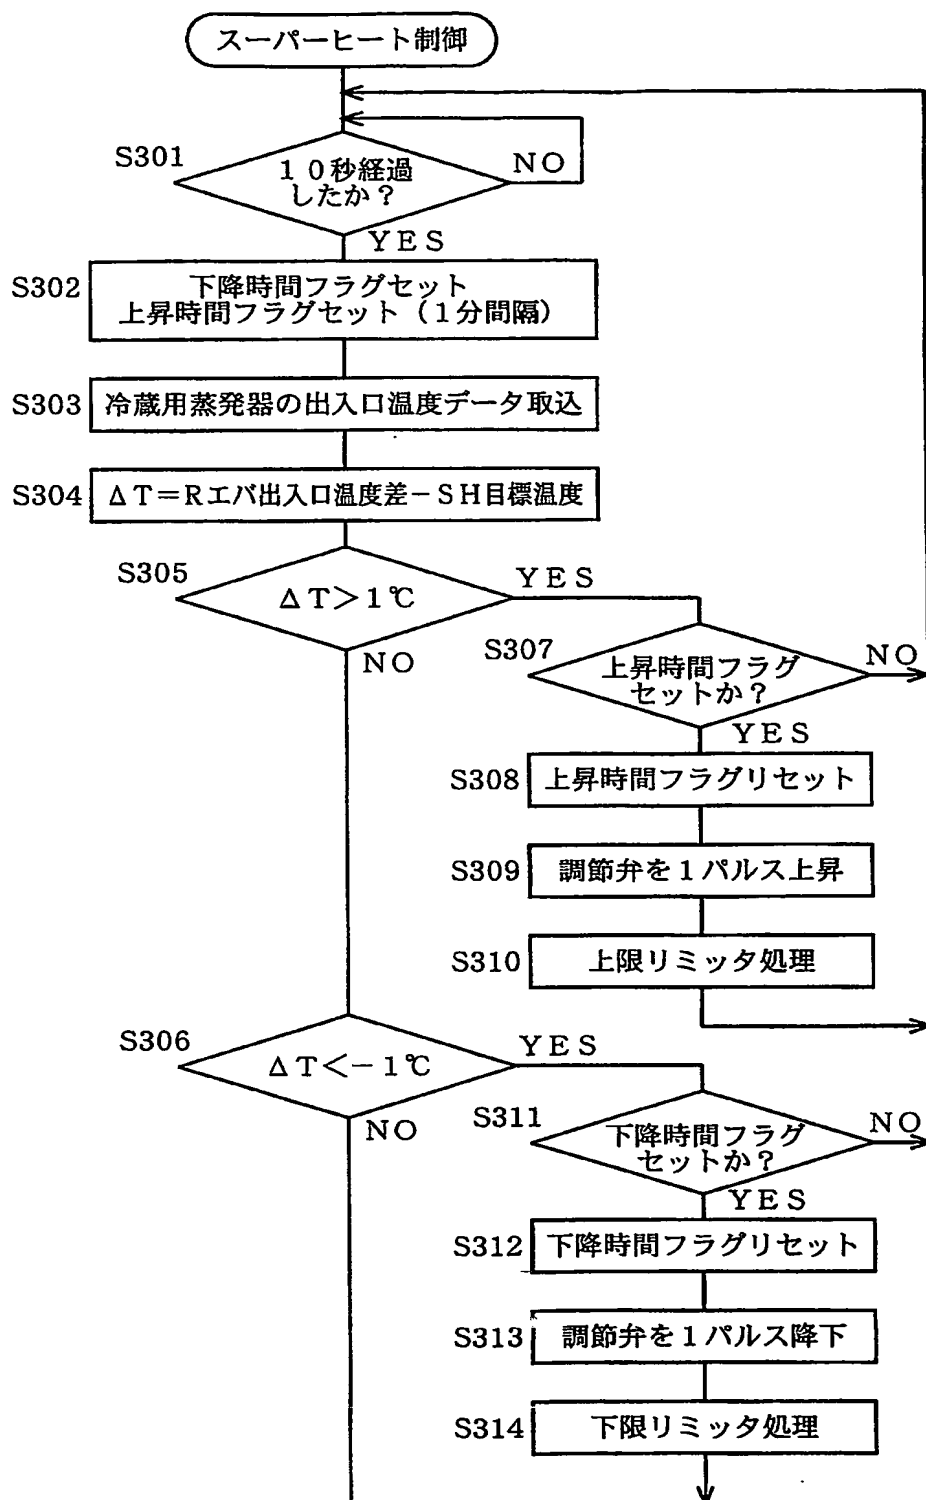 スーパーヒート制御
S301
１０秒経過
したか？
NO
YES
S302
下降時間フラグセット
上昇時間フラグセット（１分間隔）
S303
冷蔵用蒸発器の出入口温度データ取込
S304
ΔT＝Rエバ出入口温度差－SH目標温度
S305
ΔT＞1℃
YES
NO
S307
上昇時間フラグ
セットか？
NO
YES
S308
上昇時間フラグリセット
S309
調節弁を１パルス上昇
S310
上限リミッタ処理
S306
ΔT＜－1℃
YES
NO
S311
下降時間フラグ
セットか？
NO
YES
S312
下降時間フラグリセット
S313
調節弁を１パルス降下
S314
下限リミッタ処理